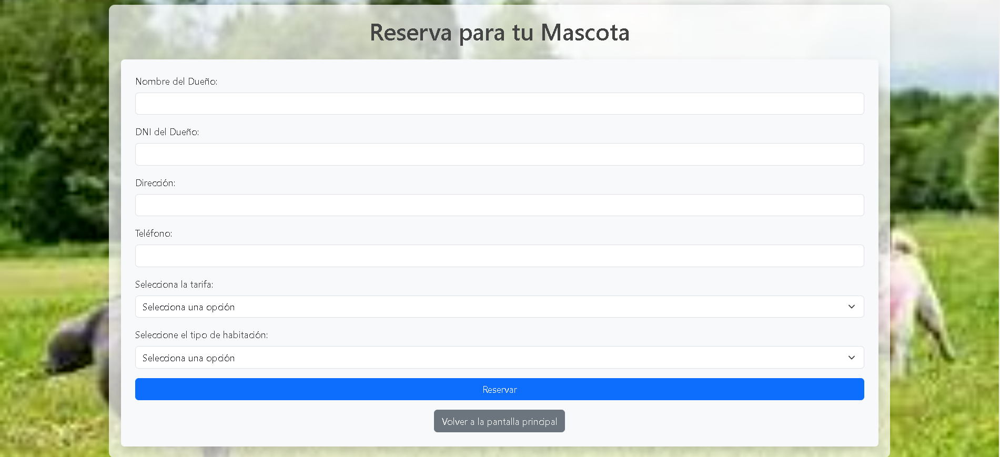 Reserva para tu Mascota
Nombre del Dueño:
DNI del Dueño:
Dirección:
Teléfono:
Selecciona la tarifa:
Selecciona una opción
Seleccione el tipo de habitación:
Selecciona una opción
Reservar
Volver a la pantalla principal